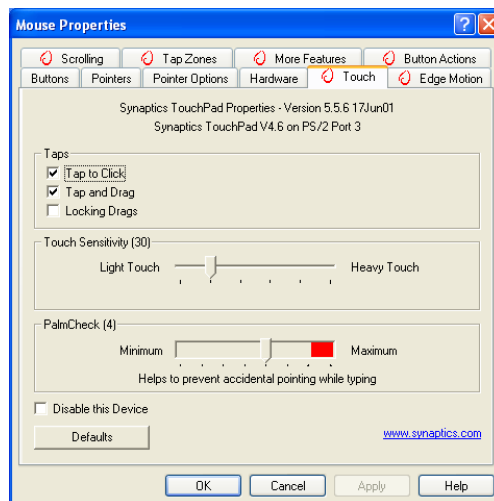 Mouse Properties
Scrolling Tap Zones More Features Button Actions
Buttons Pointers Pointer Options Hardware Touch Edge Motion
Synaptics TouchPad Properties - Version 5.5.6 17Jun01
Synaptics TouchPad V4.6 on PS/2 Port 3
Taps
Tap to Click
Tap and Drag
Locking Drags
Touch Sensitivity (30)
Light Touch Heavy Touch
PalmCheck (4)
Minimum Maximum
Helps to prevent accidental pointing while typing
Disable this Device
Defaults www.synaptics.com
OK Cancel Apply Help